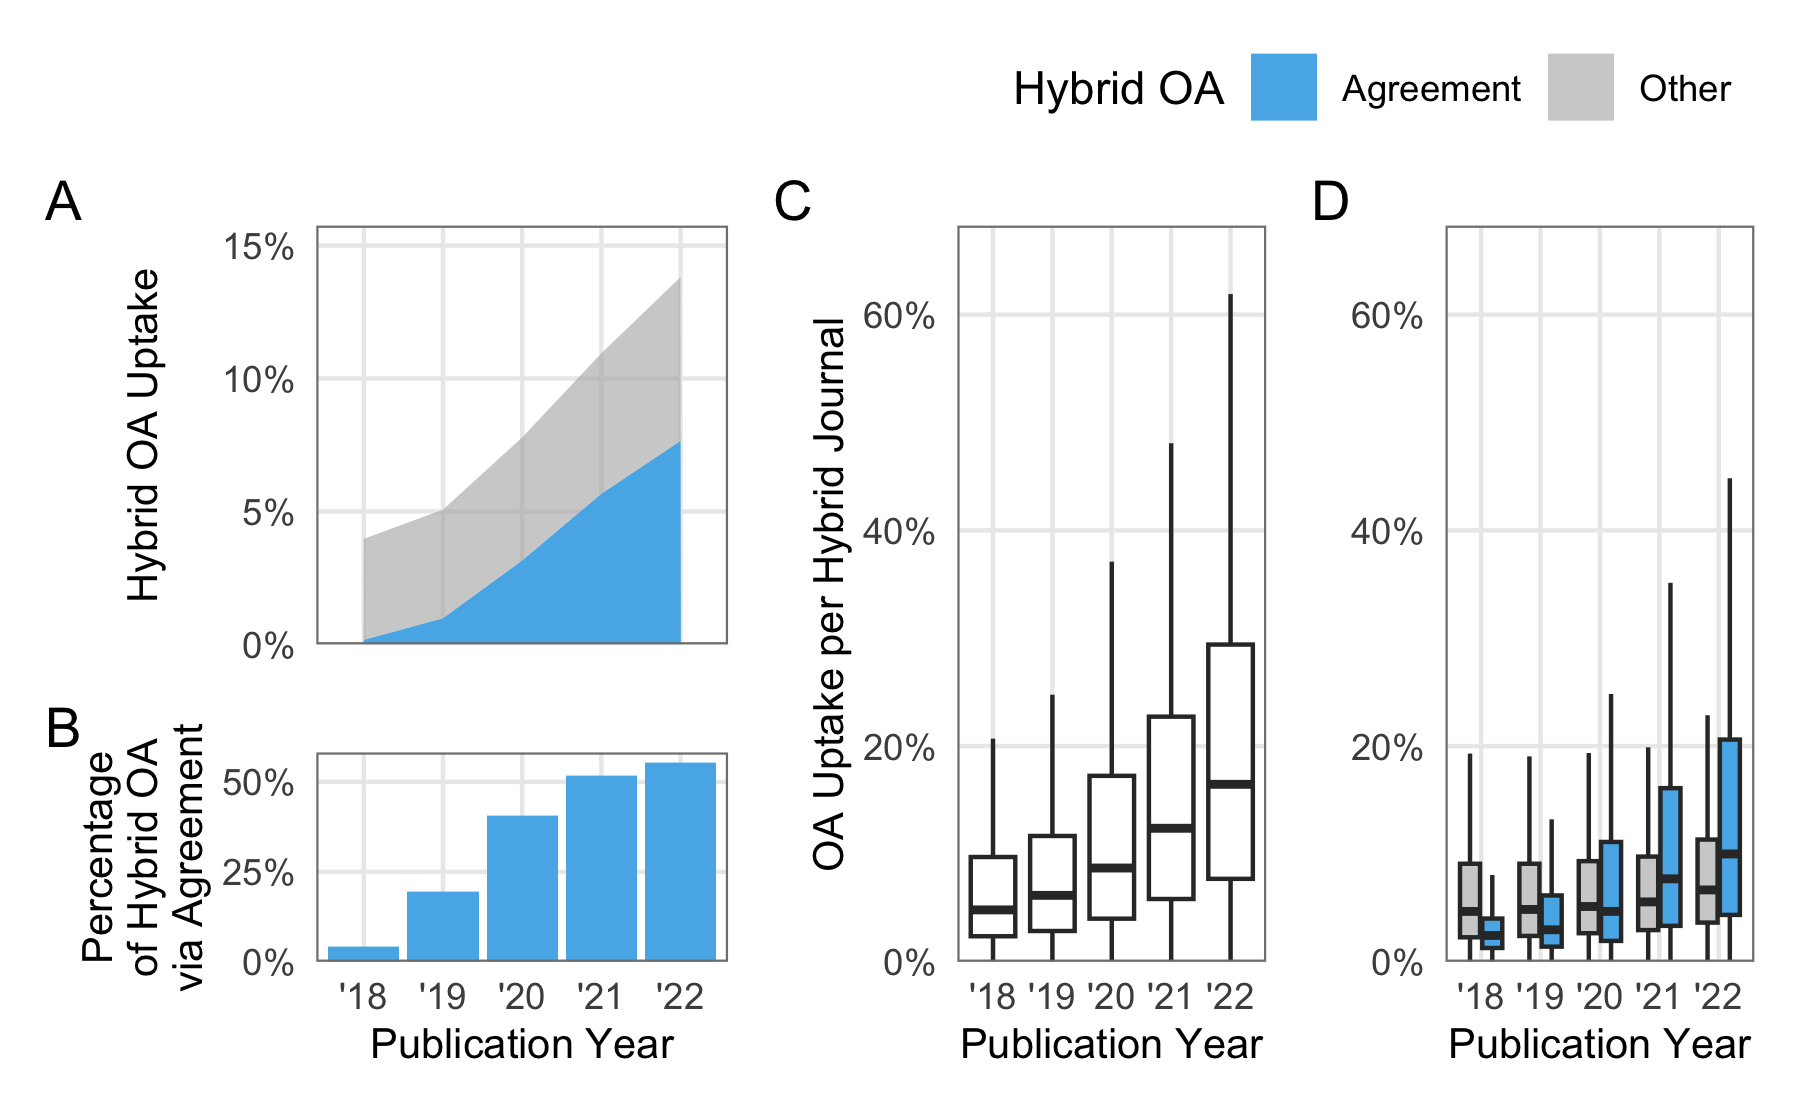 Hybrid OA Agreement Other
A
Hybrid OA Uptake
15%
10%
5%
0%
B
Percentage
of Hybrid OA
via Agreement
50%
25%
0%
'18 '19 '20 '21 '22
Publication Year
C
OA Uptake per Hybrid Journal
60%
40%
20%
0%
'18 '19 '20 '21 '22
Publication Year
D
60%
40%
20%
0%
'18 '19 '20 '21 '22
Publication Year